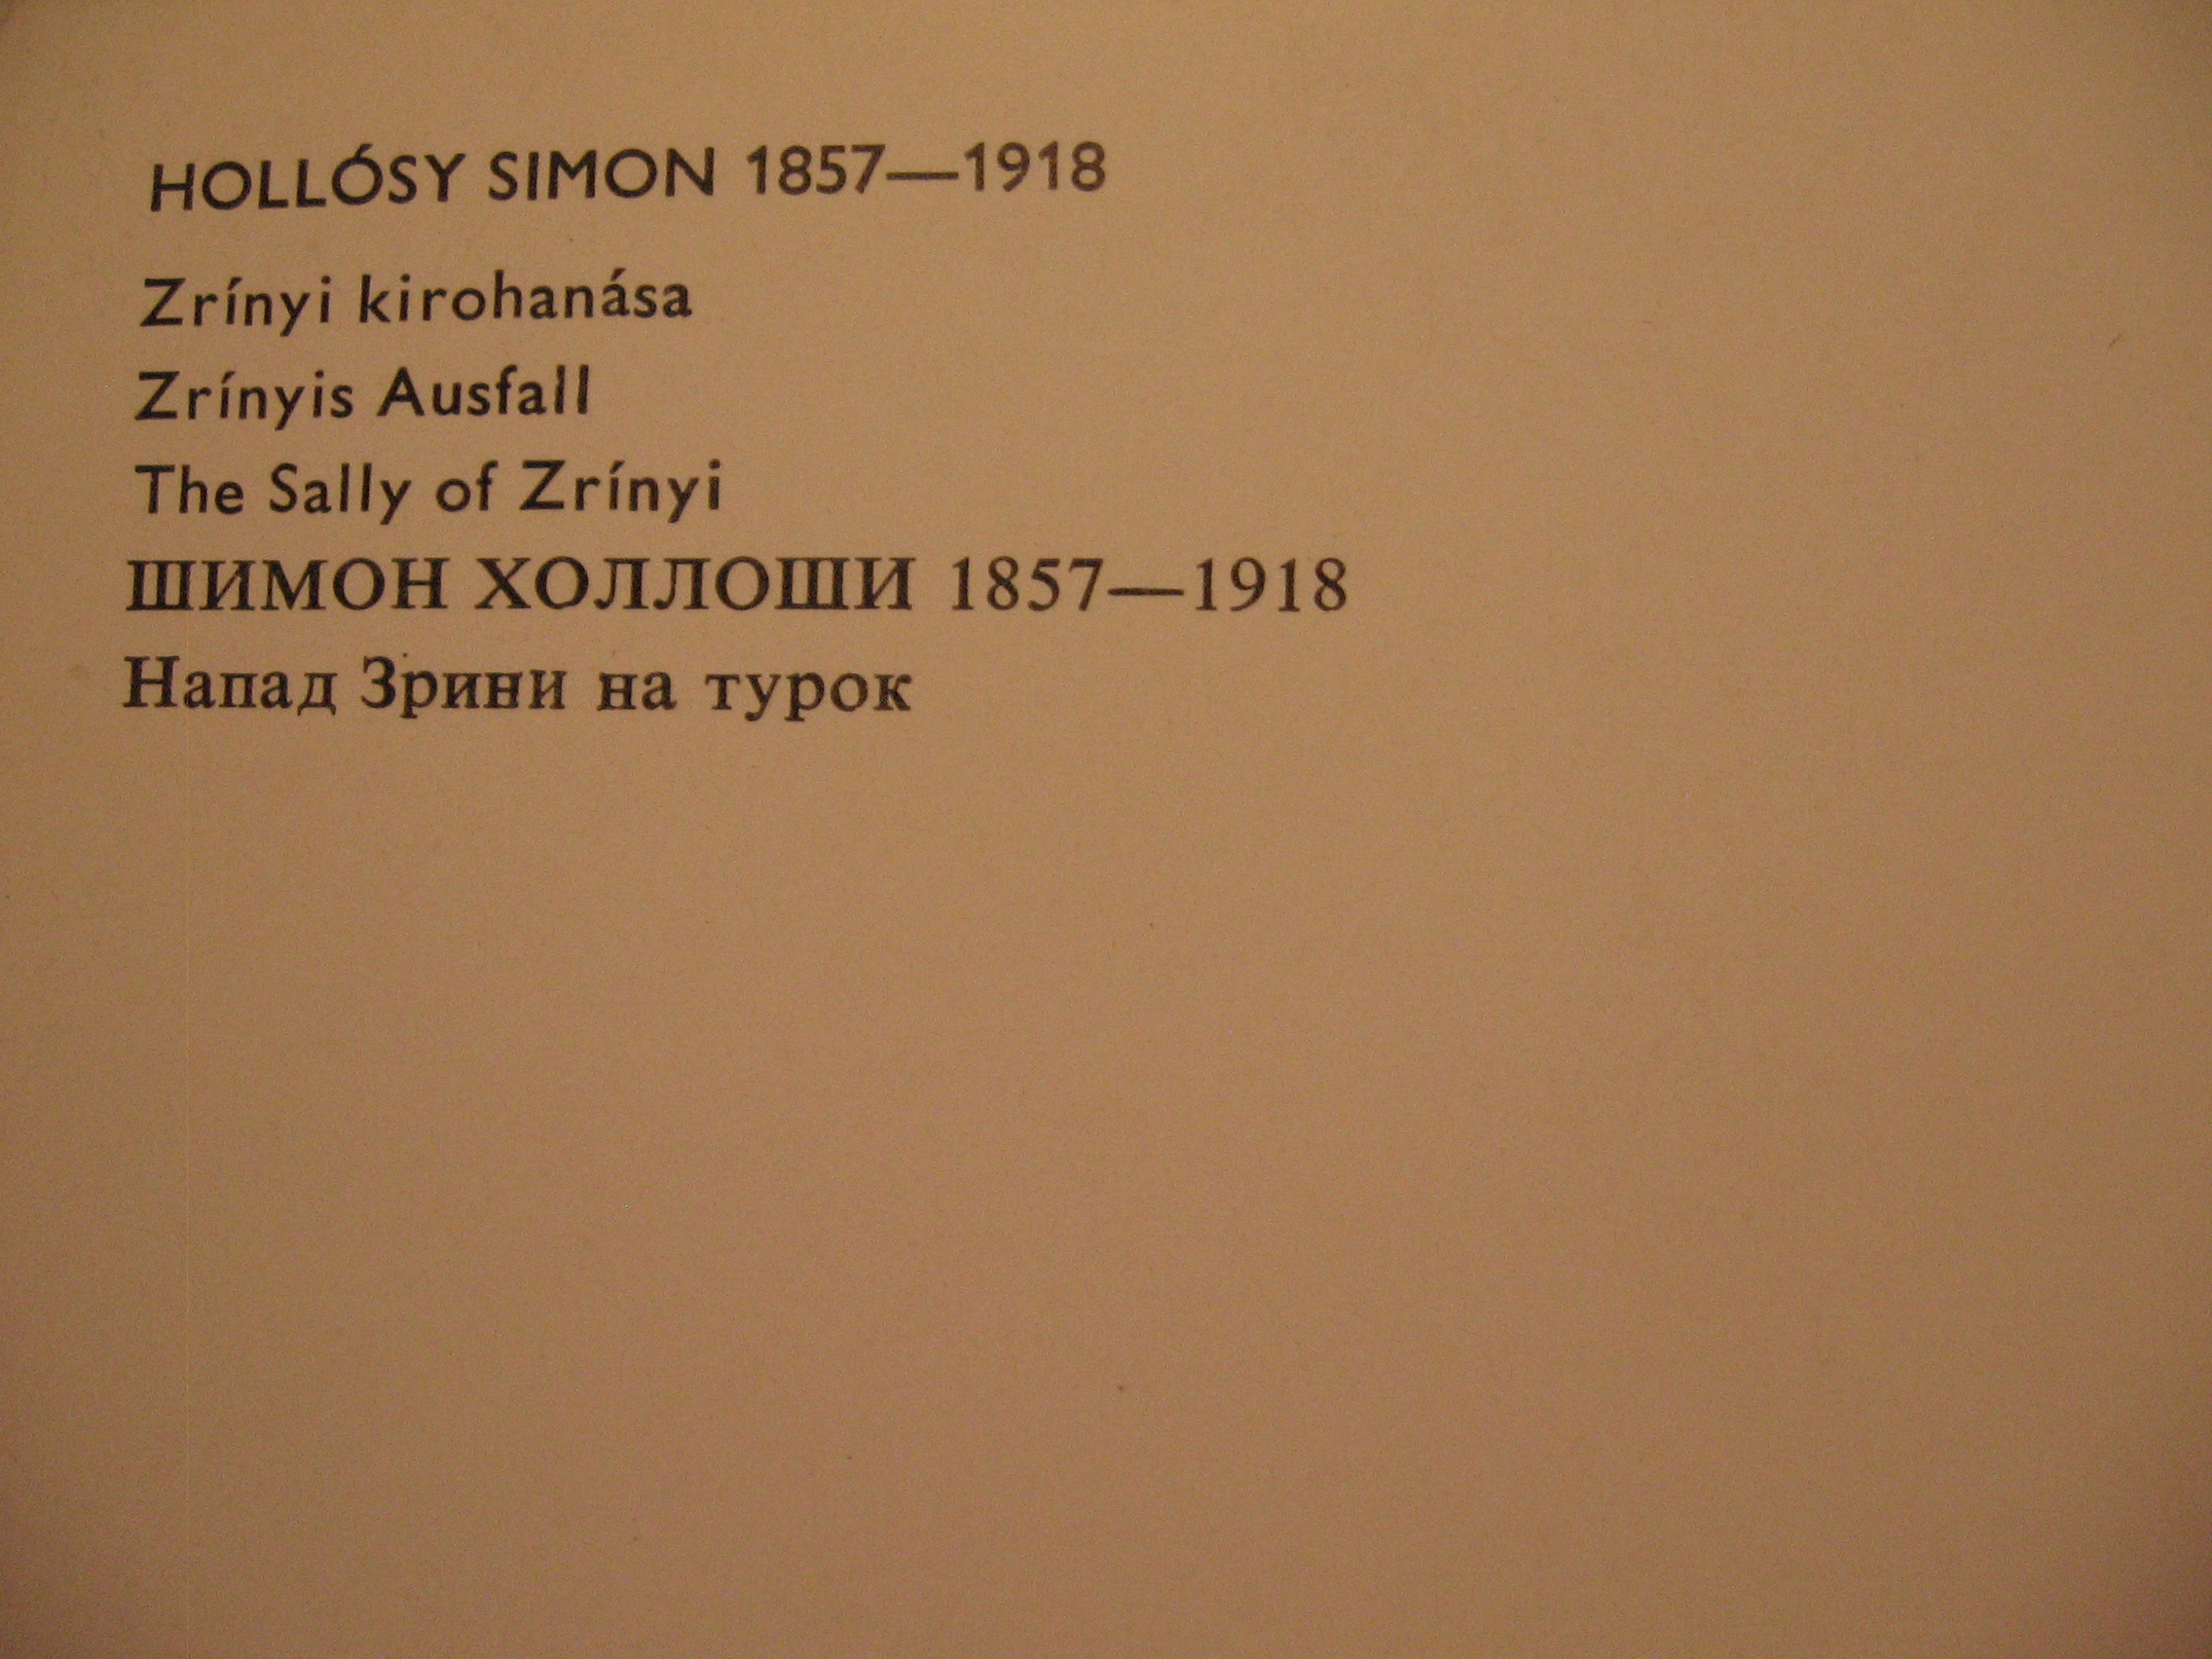 HOLLÓSY SIMON 1857—1918
Zrínyi kirohanása
Zrínyis Ausfall
The Sally of Zrínyi
ШИМОН ХОЛЛОШИ 1857—1918
Напад Зрини на турок